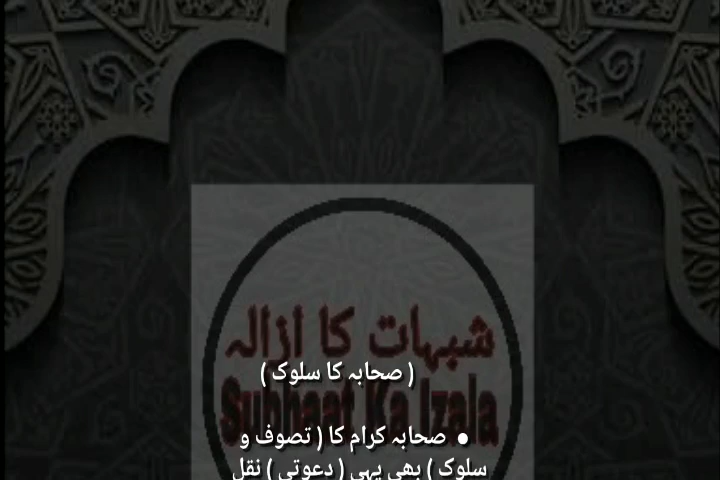 شبہات کا ازالہ
( صحابہ کا سلوک )
Subhaat Ka Izala
• صحابہ کرام کا ( تصوف و
سلوک ) بھی یہی ( دعوتی ) نقل